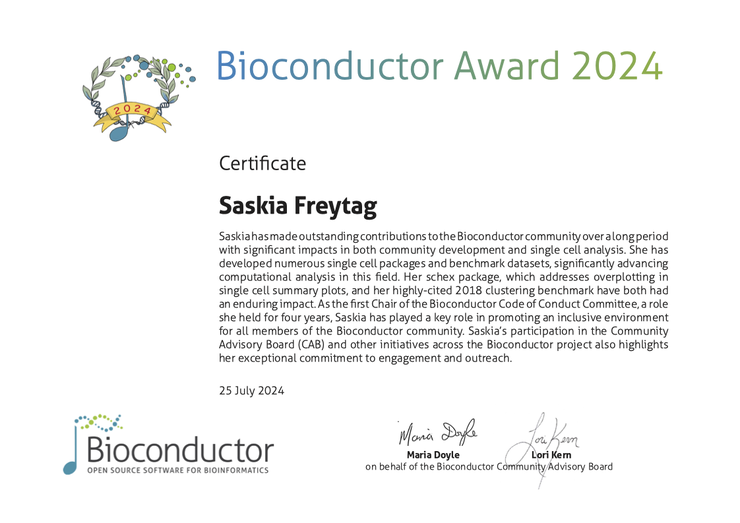 Bioconductor Award 2024
2024
Certificate
Saskia Freytag
Saskia has made outstanding contributions to the Bioconductor community over a long period
with significant impacts in both community development and single cell analysis. She has
developed numerous single cell packages and benchmark datasets, significantly advancing
computational analysis in this field. Her schex package, which addresses overplotting in
single cell summary plots, and her highly-cited 2018 clustering benchmark have both had
an enduring impact. As the first Chair of the Bioconductor Code of Conduct Committee, a role
she held for four years, Saskia has played a key role in promoting an inclusive environment
for all members of the Bioconductor community. Saskia's participation in the Community
Advisory Board (CAB) and other initiatives across the Bioconductor project also highlights
her exceptional commitment to engagement and outreach.
25 July 2024
Bioconductor
OPEN SOURCE SOFTWARE FOR BIOINFORMATICS
Maria Doyle
Lori Kern
Maria Doyle
Lori Kern
on behalf of the Bioconductor Community Advisory Board